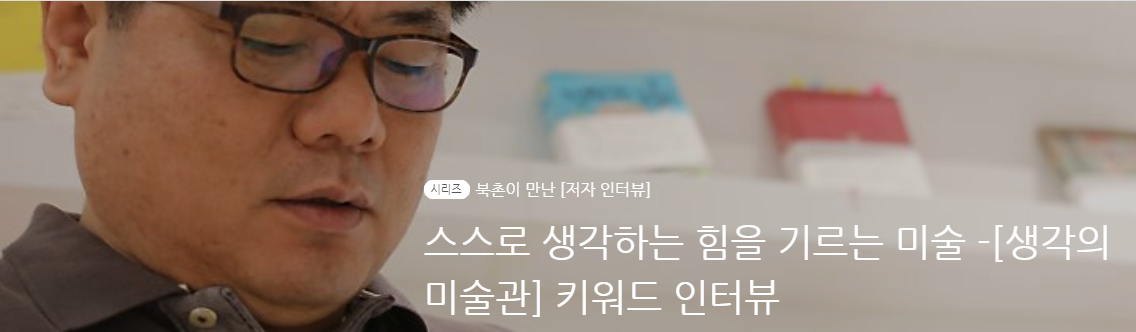 시리즈 북촌이 만난 [저자 인터뷰]
스스로 생각하는 힘을 기르는 미술 -[생각의
미술관] 키워드 인터뷰